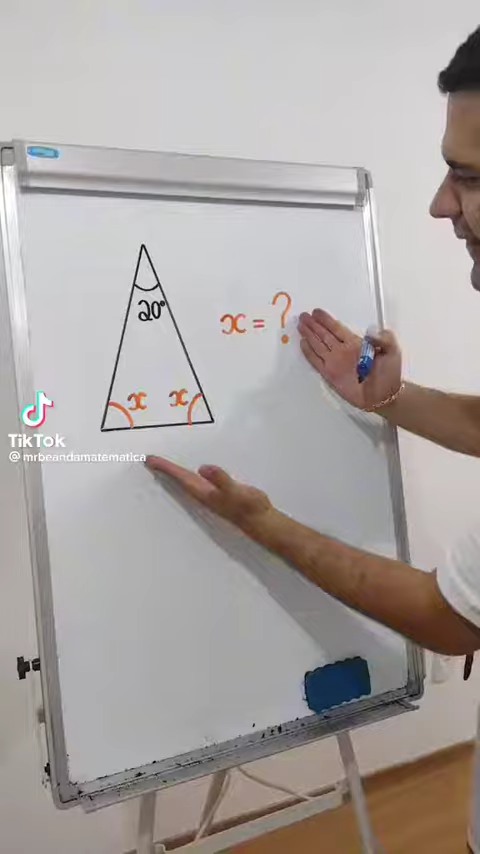 20°
x = ?
x x
TikTok
@mrbeandamatematica